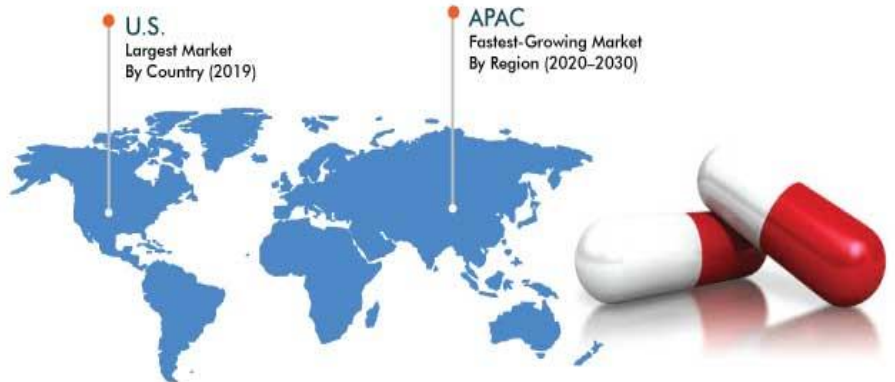 U.S.
Largest Market
By Country (2019)
APAC
Fastest-Growing Market
By Region (2020–2030)